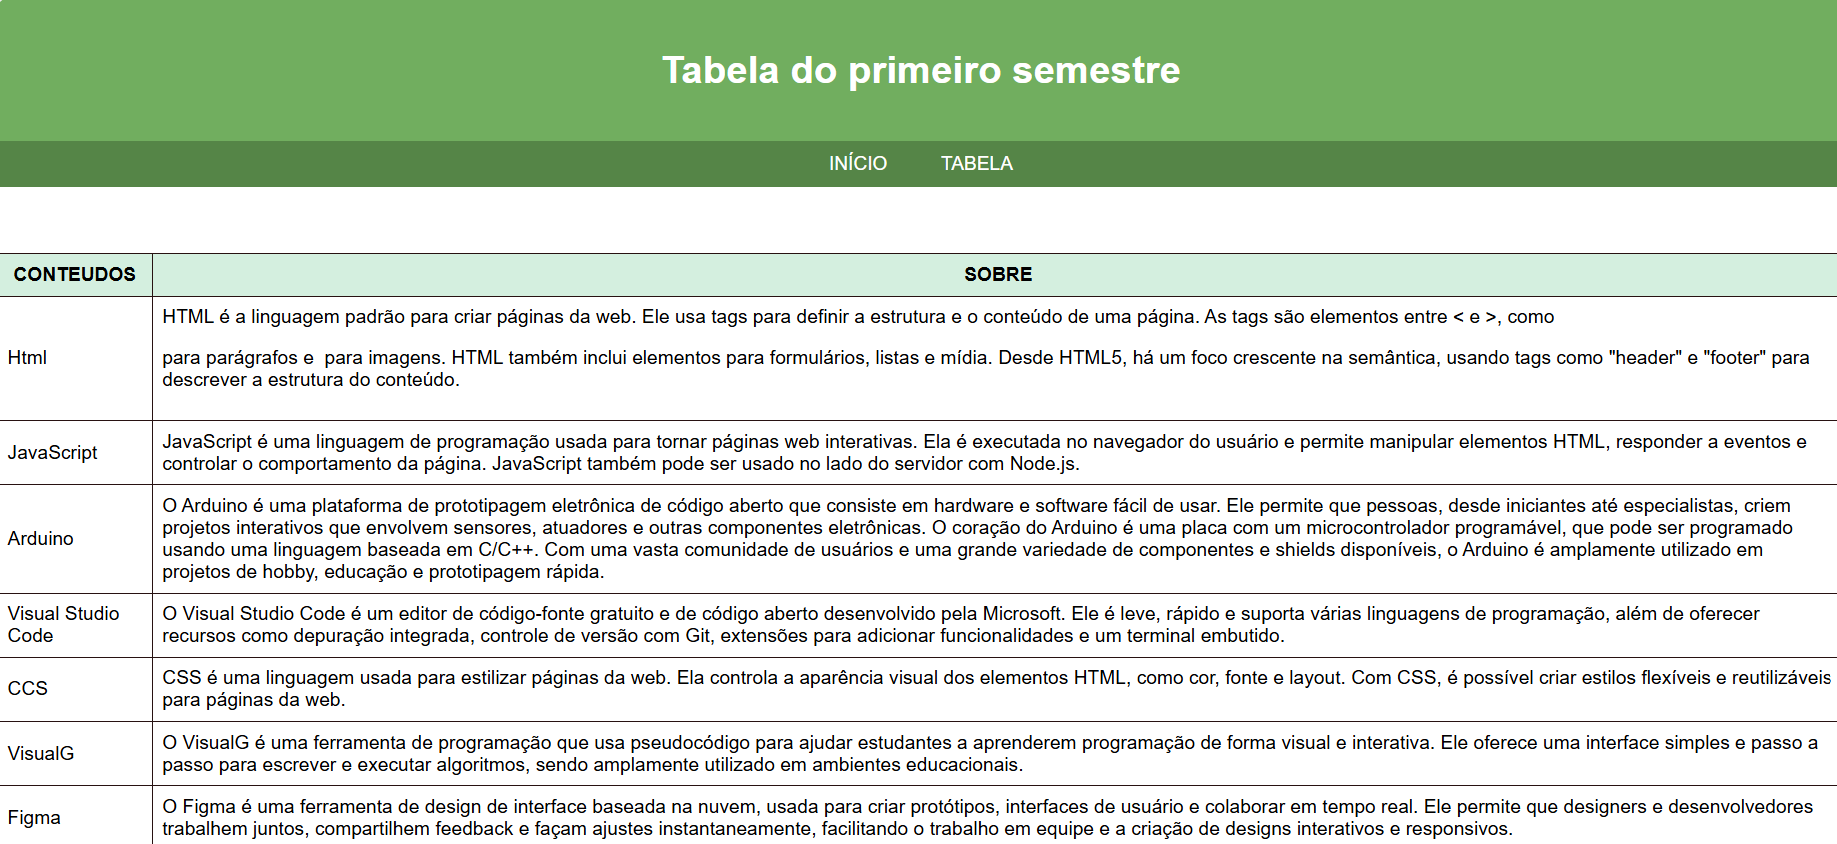 Tabela do primeiro semestre
INÍCIO TABELA
CONTEUDOS SOBRE
Html
HTML é a linguagem padrão para criar páginas da web. Ele usa tags para definir a estrutura e o conteúdo de uma página. As tags são elementos entre < e >, como
para parágrafos e para imagens. HTML também inclui elementos para formulários, listas e mídia. Desde HTML5, há um foco crescente na semântica, usando tags como "header" e "footer" para
descrever a estrutura do conteúdo.
JavaScript
JavaScript é uma linguagem de programação usada para tornar páginas web interativas. Ela é executada no navegador do usuário e permite manipular elementos HTML, responder a eventos e
controlar o comportamento da página. JavaScript também pode ser usado no lado do servidor com Node.js.
Arduino
O Arduino é uma plataforma de prototipagem eletrônica de código aberto que consiste em hardware e software fácil de usar. Ele permite que pessoas, desde iniciantes até especialistas, criem
projetos interativos que envolvem sensores, atuadores e outras componentes eletrônicas. O coração do Arduino é uma placa com um microcontrolador programável, que pode ser programado
usando uma linguagem baseada em C/C++. Com uma vasta comunidade de usuários e uma grande variedade de componentes e shields disponíveis, o Arduino é amplamente utilizado em
projetos de hobby, educação e prototipagem rápida.
Visual Studio
Code
O Visual Studio Code é um editor de código-fonte gratuito e de código aberto desenvolvido pela Microsoft. Ele é leve, rápido e suporta várias linguagens de programação, além de oferecer
recursos como depuração integrada, controle de versão com Git, extensões para adicionar funcionalidades e um terminal embutido.
CCS
CSS é uma linguagem usada para estilizar páginas da web. Ela controla a aparência visual dos elementos HTML, como cor, fonte e layout. Com CSS, é possível criar estilos flexíveis e reutilizáveis
para páginas da web.
VisualG
O VisualG é uma ferramenta de programação que usa pseudocódigo para ajudar estudantes a aprenderem programação de forma visual e interativa. Ele oferece uma interface simples e passo a
passo para escrever e executar algoritmos, sendo amplamente utilizado em ambientes educacionais.
Figma
O Figma é uma ferramenta de design de interface baseada na nuvem, usada para criar protótipos, interfaces de usuário e colaborar em tempo real. Ele permite que designers e desenvolvedores
trabalhem juntos, compartilhem feedback e façam ajustes instantaneamente, facilitando o trabalho em equipe e a criação de designs interativos e responsivos.